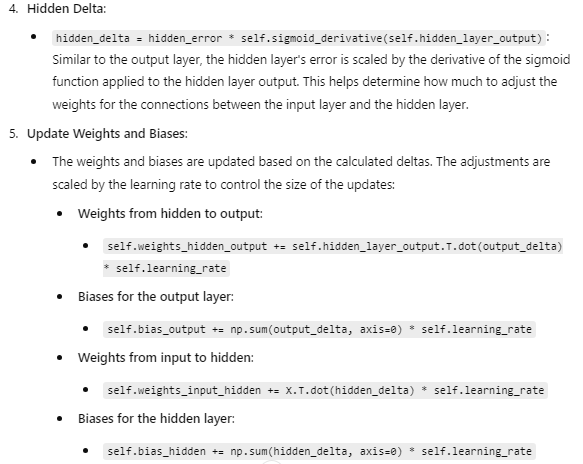 4. Hidden Delta:
• hidden_delta = hidden_error * self.sigmoid_derivative(self.hidden_layer_output) :
Similar to the output layer, the hidden layer's error is scaled by the derivative of the sigmoid
function applied to the hidden layer output. This helps determine how much to adjust the
weights for the connections between the input layer and the hidden layer.
5. Update Weights and Biases:
• The weights and biases are updated based on the calculated deltas. The adjustments are
scaled by the learning rate to control the size of the updates:
• Weights from hidden to output:
• self.weights_hidden_output += self.hidden_layer_output.T.dot(output_delta)
* self.learning_rate
• Biases for the output layer:
• self.bias_output += np.sum(output_delta, axis=0) * self.learning_rate
• Weights from input to hidden:
• self.weights_input_hidden += X.T.dot(hidden_delta) * self.learning_rate
• Biases for the hidden layer:
• self.bias_hidden += np.sum(hidden_delta, axis=0) * self.learning_rate